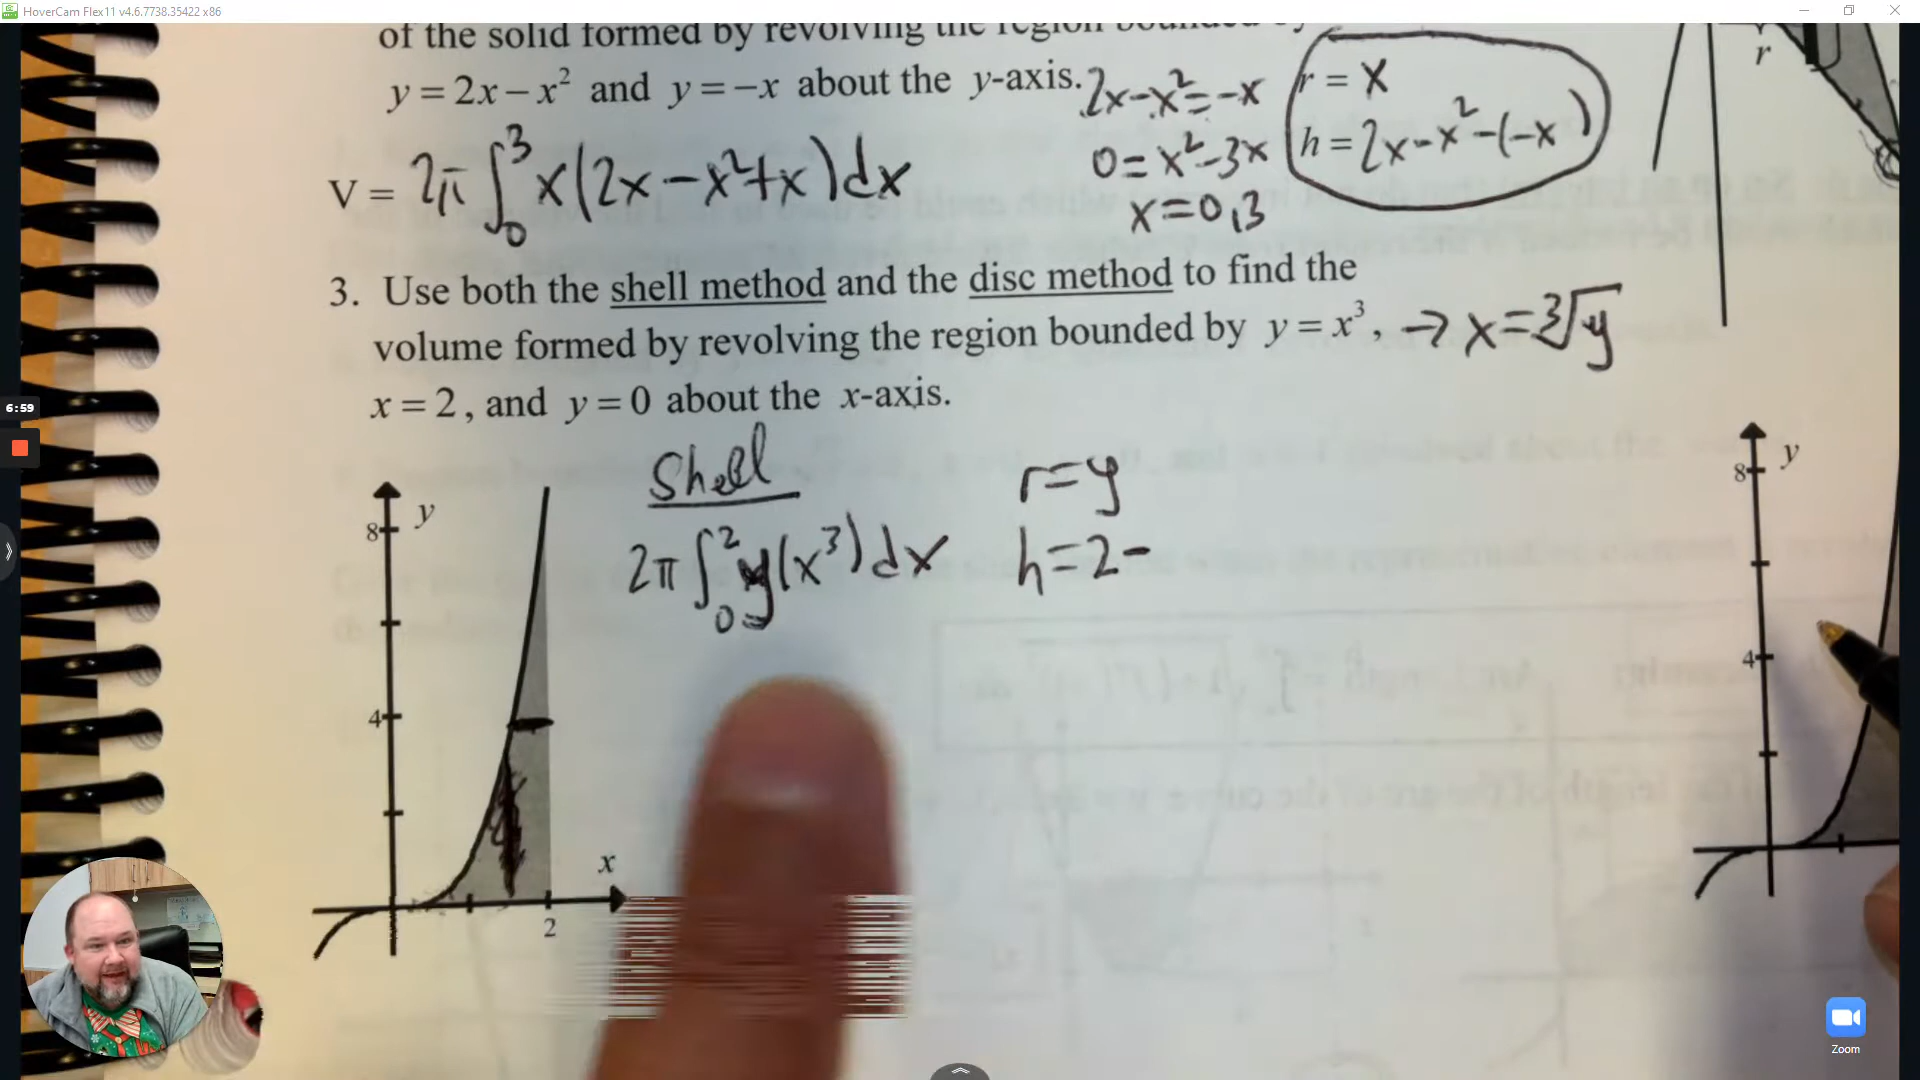 HoverCam Flex11 v4.6.7738.35422 x86
of the solid formed by revolving the region bounded by
y = 2x − x² and y = −x about the y-axis.
2x-x²=-x
0=x²-3x
x=0,3
r = x
h = 2x-x²-(-x)
r
V = 2π∫₀³ x(2x-x²+x)dx
3. Use both the shell method and the disc method to find the
volume formed by revolving the region bounded by y = x³, → x=³√y
x = 2, and y = 0 about the x-axis.
6:59
Shell
2π∫₀² y(x³)dx
r=y
h=2-
8
y
4
x
2
8
y
4
Zoom